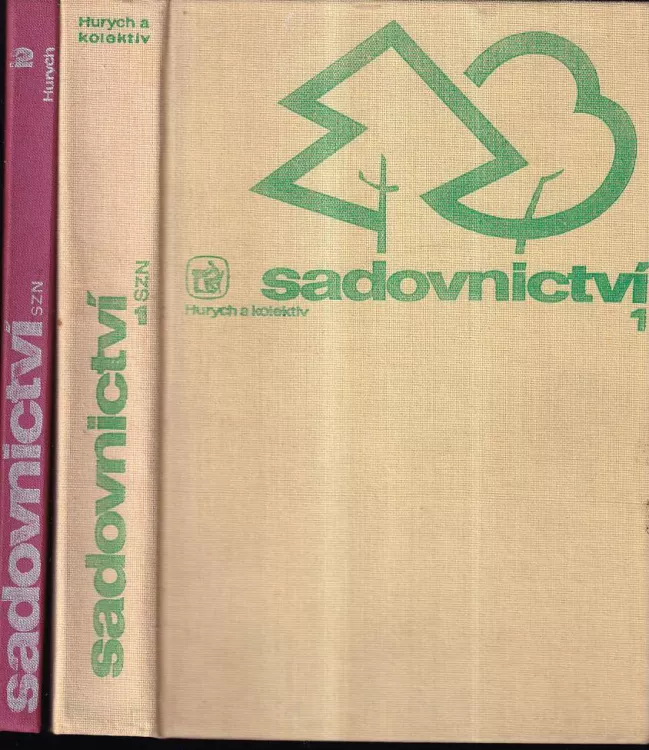 Hurych
sadovnictví
SZN
Hurych a
kolektiv
sadovnictví
1
SZN
sadovnictví
Hurych a kolektiv
1